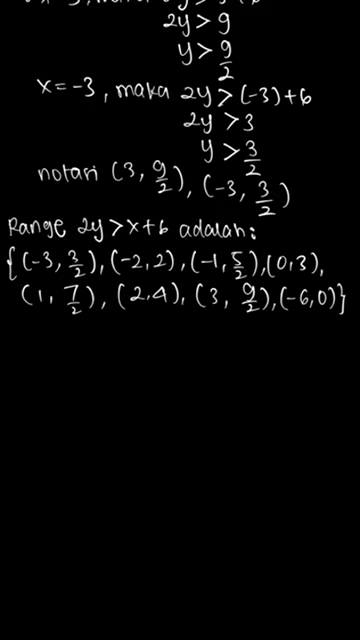 2y > 9
y > 9/2
x = -3, maka 2y > (-3) + 6
2y > 3
y > 3/2
notasi (3, 9/2), (-3, 3/2)
Range 2y > x+6 adalah:
{(-3, 3/2), (-2, 2), (-1, 5/2), (0, 3),
(1, 7/2), (2, 4), (3, 9/2), (-6, 0)}